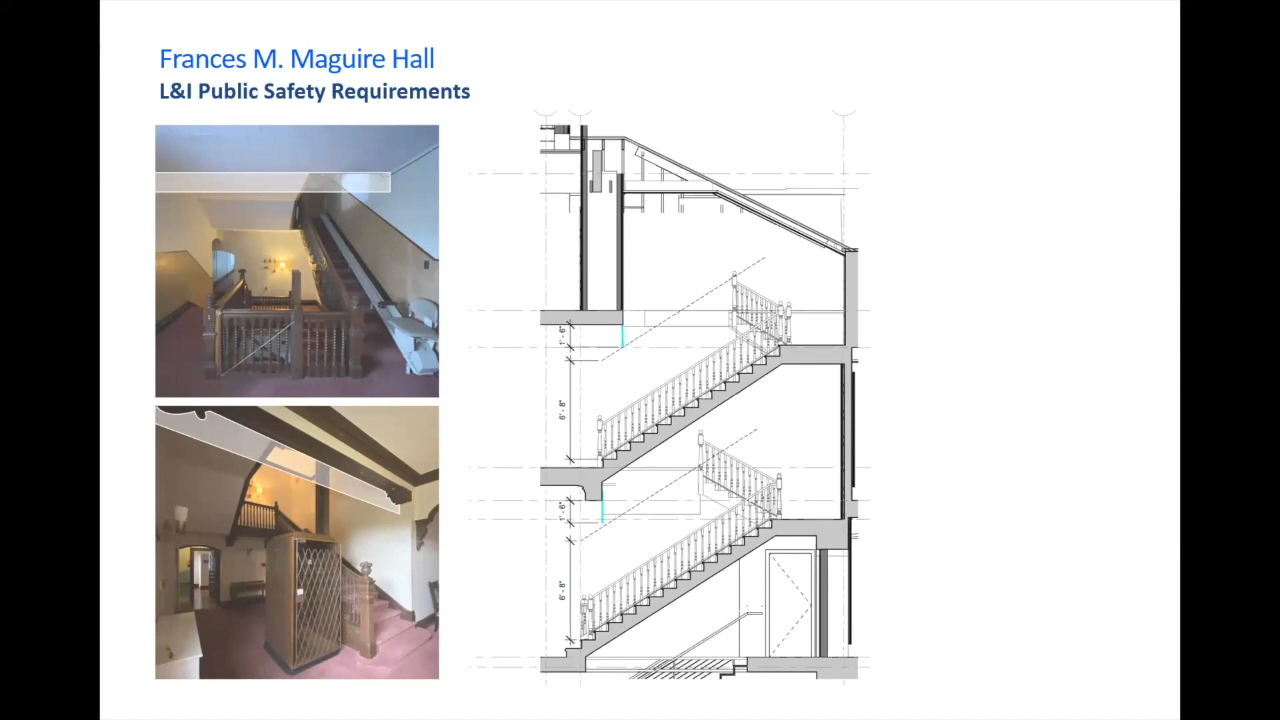 Frances M. Maguire Hall
L&I Public Safety Requirements
1' - 6"
6' - 8"
1' - 6"
6' - 8"